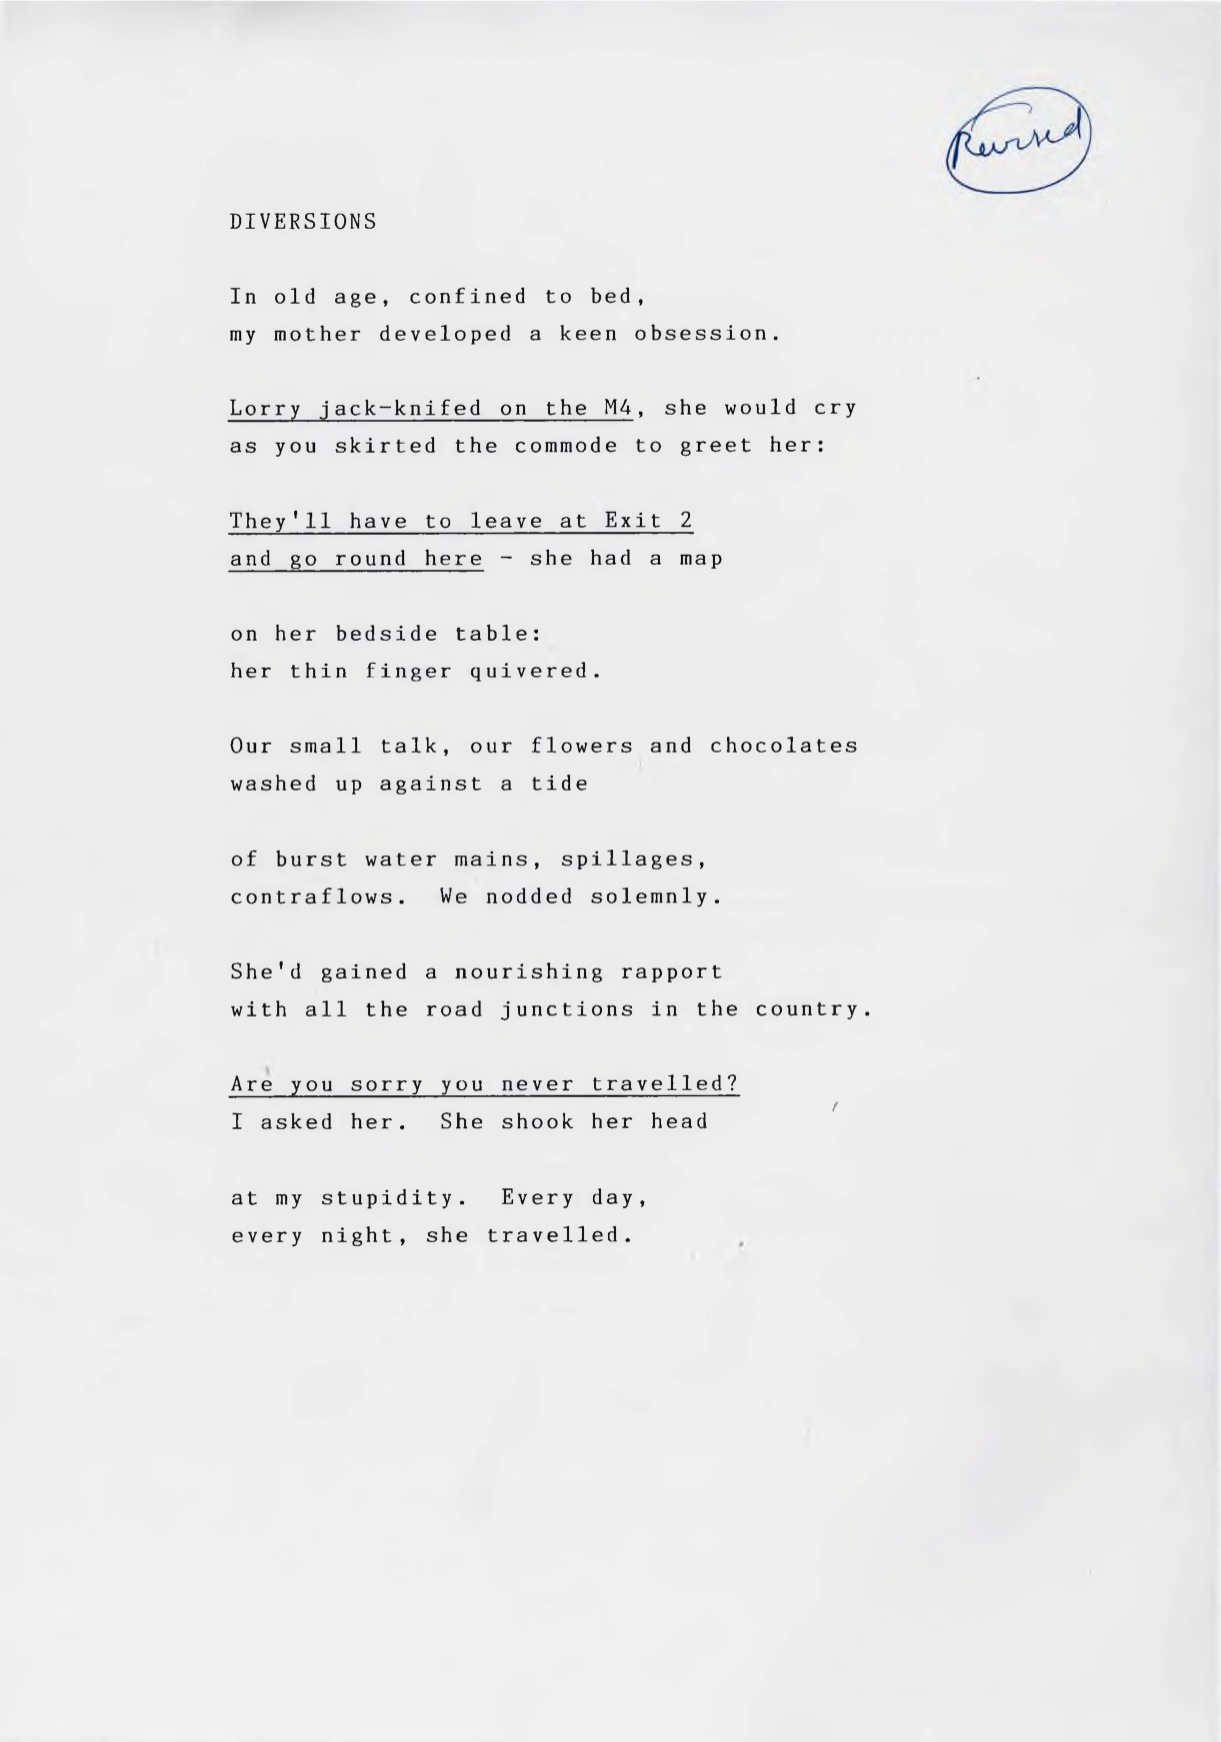 Revised
DIVERSIONS
In old age, confined to bed,
my mother developed a keen obsession.
Lorry jack-knifed on the M4, she would cry
as you skirted the commode to greet her:
They'll have to leave at Exit 2
and go round here - she had a map
on her bedside table:
her thin finger quivered.
Our small talk, our flowers and chocolates
washed up against a tide
of burst water mains, spillages,
contraflows.  We nodded solemnly.
She'd gained a nourishing rapport
with all the road junctions in the country.
Are you sorry you never travelled?
I asked her.  She shook her head
at my stupidity.  Every day,
every night, she travelled.